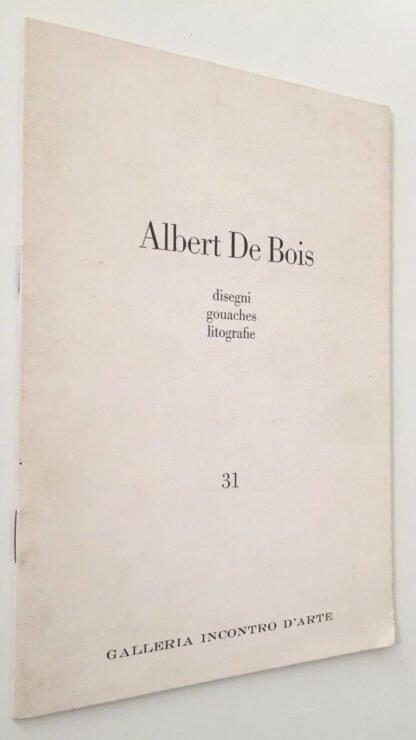 Albert De Bois
disegni
gouaches
litografie
31
GALLERIA INCONTRO D'ARTE